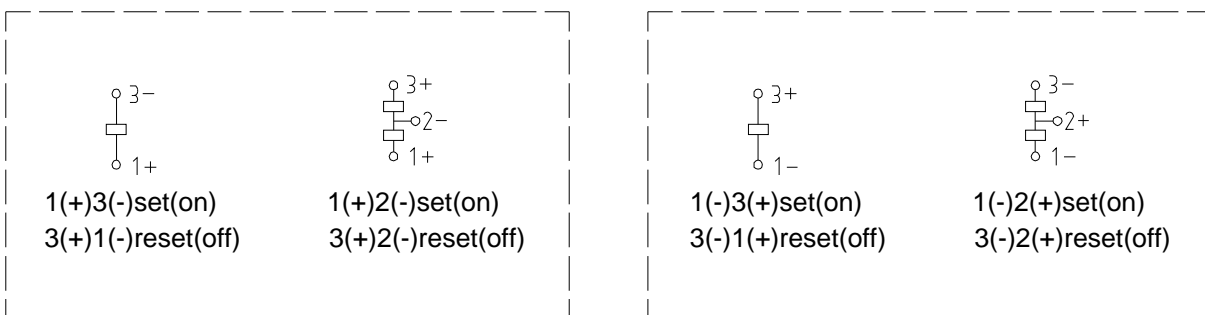 3-
1+
1(+)3(-)set(on)
3(+)1(-)reset(off)
3+
2-
1+
1(+)2(-)set(on)
3(+)2(-)reset(off)
3+
1-
1(-)3(+)set(on)
3(-)1(+)reset(off)
3-
2+
1-
1(-)2(+)set(on)
3(-)2(+)reset(off)